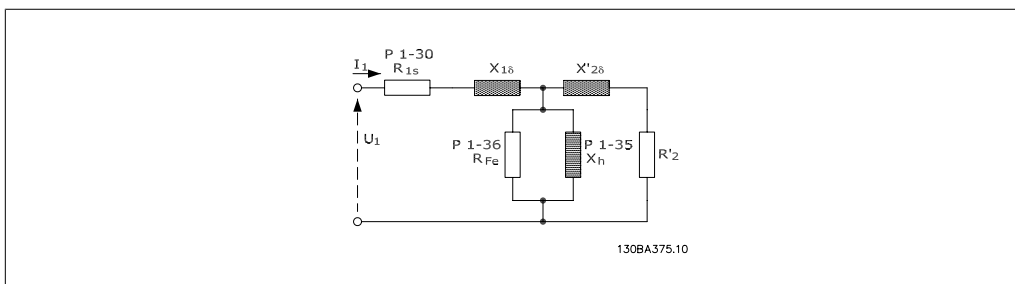 P 1-30
I1
R1s
X1δ
X'2δ
U1
P 1-36
RFe
P 1-35
Xh
R'2
130BA375.10